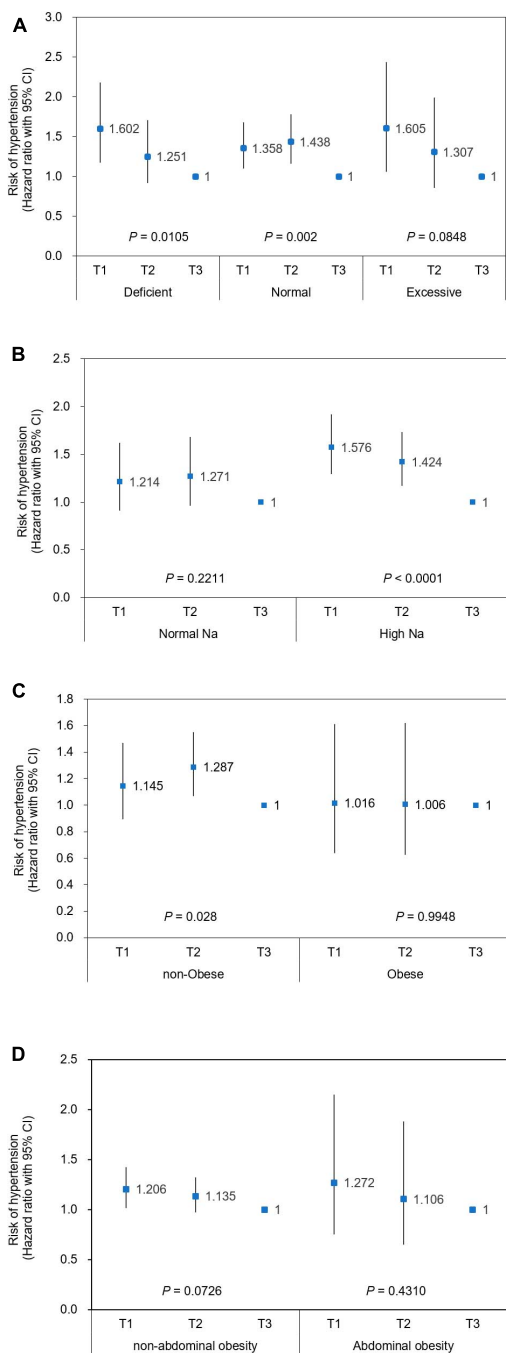 A
Risk of hypertension
(Hazard ratio with 95% CI)
3.0
2.5
2.0
1.5
1.0
0.5
0.0
1.602
1.251
1
1.358
1.438
1
1.605
1.307
1
P = 0.0105
P = 0.002
P = 0.0848
T1 T2 T3 T1 T2 T3 T1 T2 T3
Deficient Normal Excessive
B
Risk of hypertension
(Hazard ratio with 95% CI)
2.5
2.0
1.5
1.0
0.5
0.0
1.214
1.271
1
1.576
1.424
1
P = 0.2211
P < 0.0001
T1 T2 T3 T1 T2 T3
Normal Na High Na
C
Risk of hypertension
(Hazard ratio with 95% CI)
1.8
1.6
1.4
1.2
1.0
0.8
0.6
0.4
0.2
0.0
1.145
1.287
1
1.016
1.006
1
P = 0.028
P = 0.9948
T1 T2 T3 T1 T2 T3
non-Obese Obese
D
Risk of hypertension
(Hazard ratio with 95% CI)
2.5
2.0
1.5
1.0
0.5
0.0
1.206
1.135
1
1.272
1.106
1
P = 0.0726
P = 0.4310
T1 T2 T3 T1 T2 T3
non-abdominal obesity Abdominal obesity